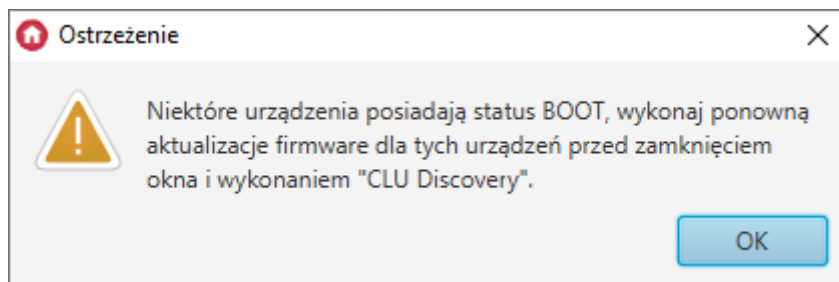 Ostrzeżenie
Niektóre urządzenia posiadają status BOOT, wykonaj ponowną
aktualizacje firmware dla tych urządzeń przed zamknięciem
okna i wykonaniem "CLU Discovery".
OK